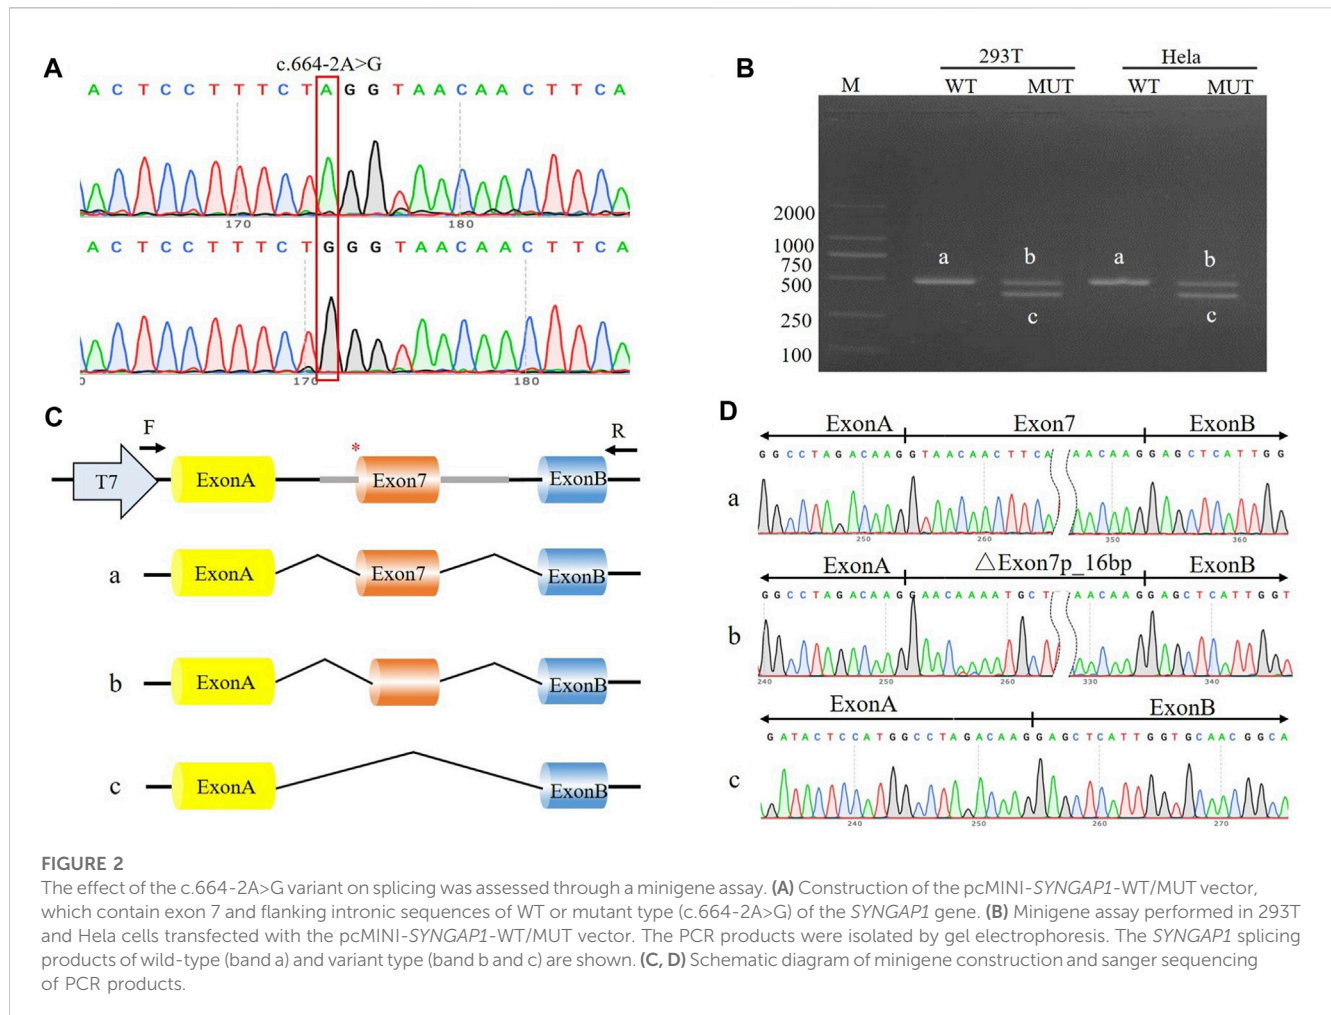 A
c.664-2A>G
A C T C C T T T C T A G G T A A C A A C T T C A
170 180
A C T C C T T T C T G G G T A A C A A C T T C A
170 180
B
293T Hela
M WT MUT WT MUT
2000
1000
750
500
250
100
a b a b
c c
C
F R
*
T7 ExonA Exon7 ExonB
a ExonA Exon7 ExonB
b ExonA ExonB
c ExonA ExonB
D
ExonA Exon7 ExonB
G G C C T A G A C A A G G T A A C A A C T T C A A A C A A G G A G C T C A T T G G
a
250 260 350 360
ExonA △Exon7p_16bp ExonB
G G C C T A G A C A A G G A A C A A A A T G C T A A C A A G G A G C T C A T T G G T
b
240 250 260 330 340
ExonA ExonB
G A T A C T C C A T G G C C T A G A C A A G G A G C T C A T T G G T G C A A C G G C A
c
240 250 260 270
FIGURE 2
The effect of the c.664-2A>G variant on splicing was assessed through a minigene assay. (A) Construction of the pcMINI-SYNGAP1-WT/MUT vector,
which contain exon 7 and flanking intronic sequences of WT or mutant type (c.664-2A>G) of the SYNGAP1 gene. (B) Minigene assay performed in 293T
and Hela cells transfected with the pcMINI-SYNGAP1-WT/MUT vector. The PCR products were isolated by gel electrophoresis. The SYNGAP1 splicing
products of wild-type (band a) and variant type (band b and c) are shown. (C, D) Schematic diagram of minigene construction and sanger sequencing
of PCR products.